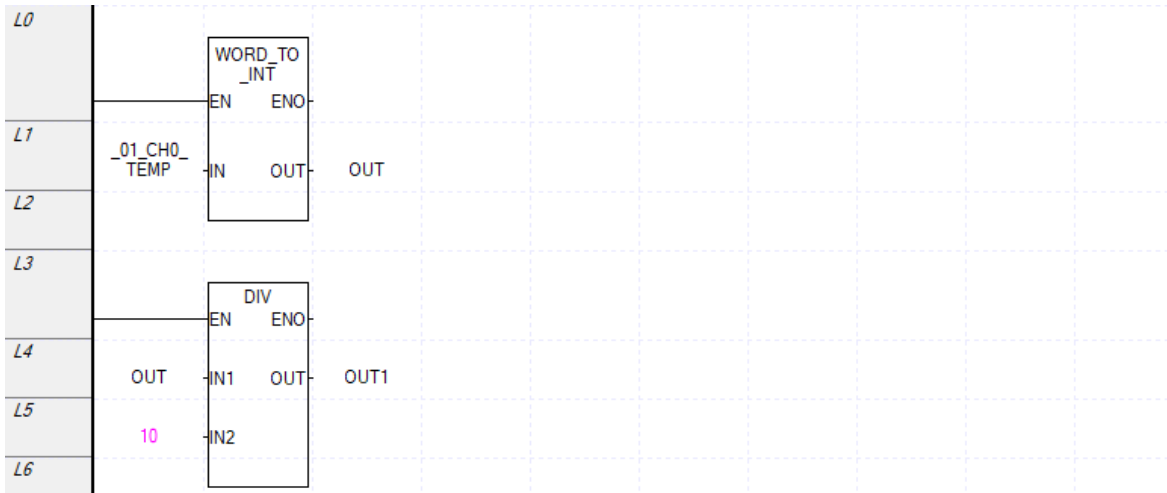 L0
WORD_TO
_INT
EN ENO
L1
_01_CH0_
TEMP IN OUT OUT
L2
L3
DIV
EN ENO
L4
OUT IN1 OUT OUT1
L5
10 IN2
L6